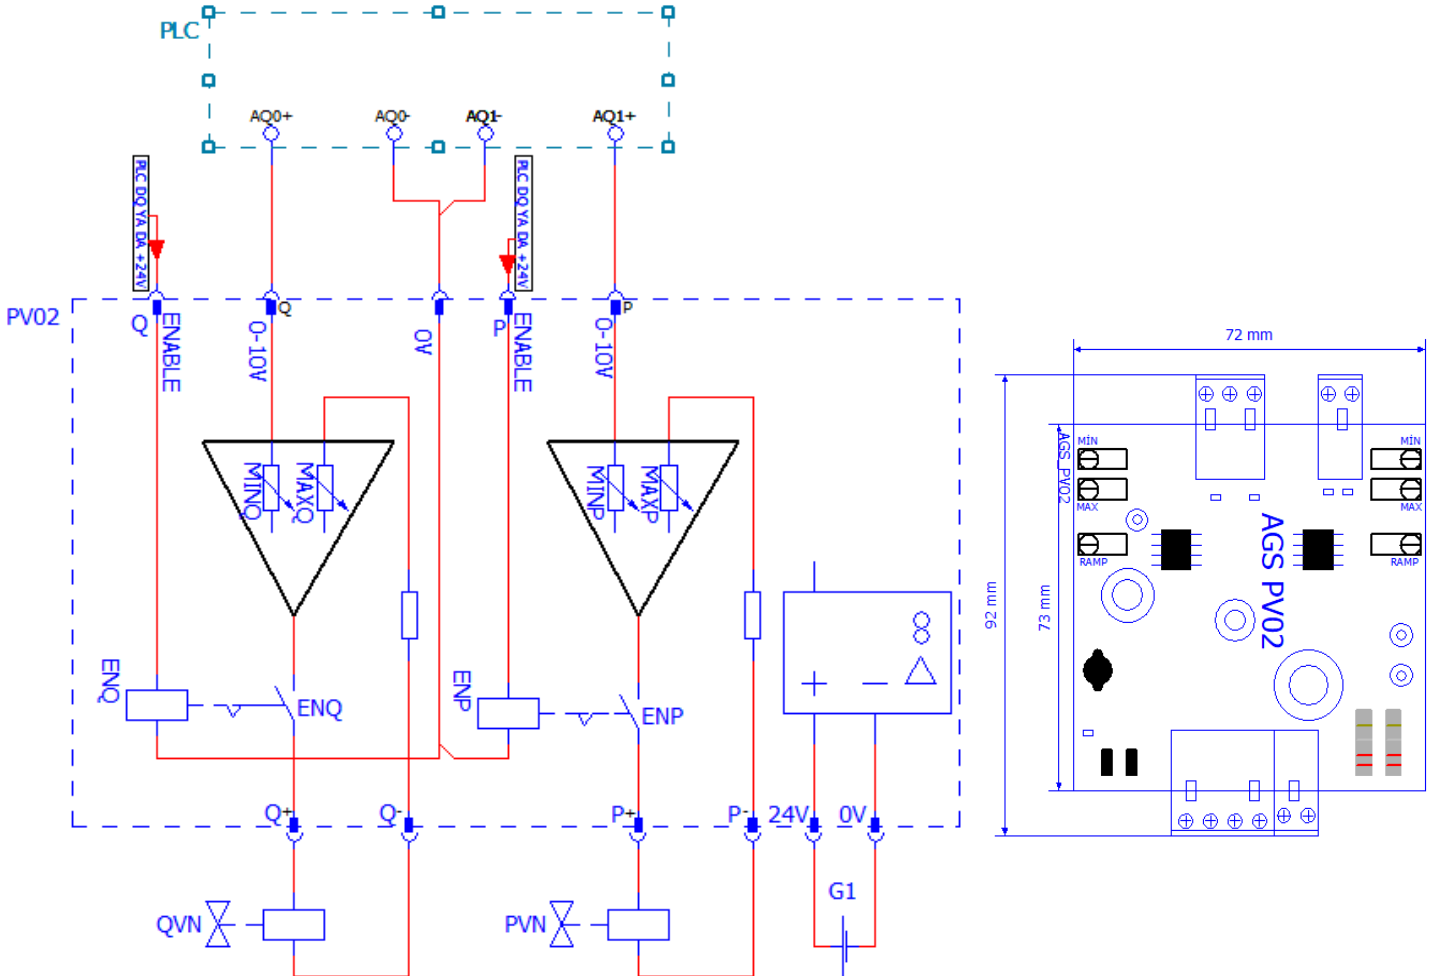 PLC
AQ0+
AQ0-
AQ1-
AQ1+
PLC DQ YA DA +24V
PLC DQ YA DA +24V
PV02
Q
ENABLE
Q
0-10V
0V
P
ENABLE
P
0-10V
MINQ
MAXQ
MINP
MAXP
ENQ
ENQ
ENP
ENP
Q+
Q-
P+
P-
24V
0V
QVN
PVN
G1
72 mm
92 mm
73 mm
AGS_PV02
MİN
MAX
RAMP
MİN
MAX
RAMP
AGS PV02